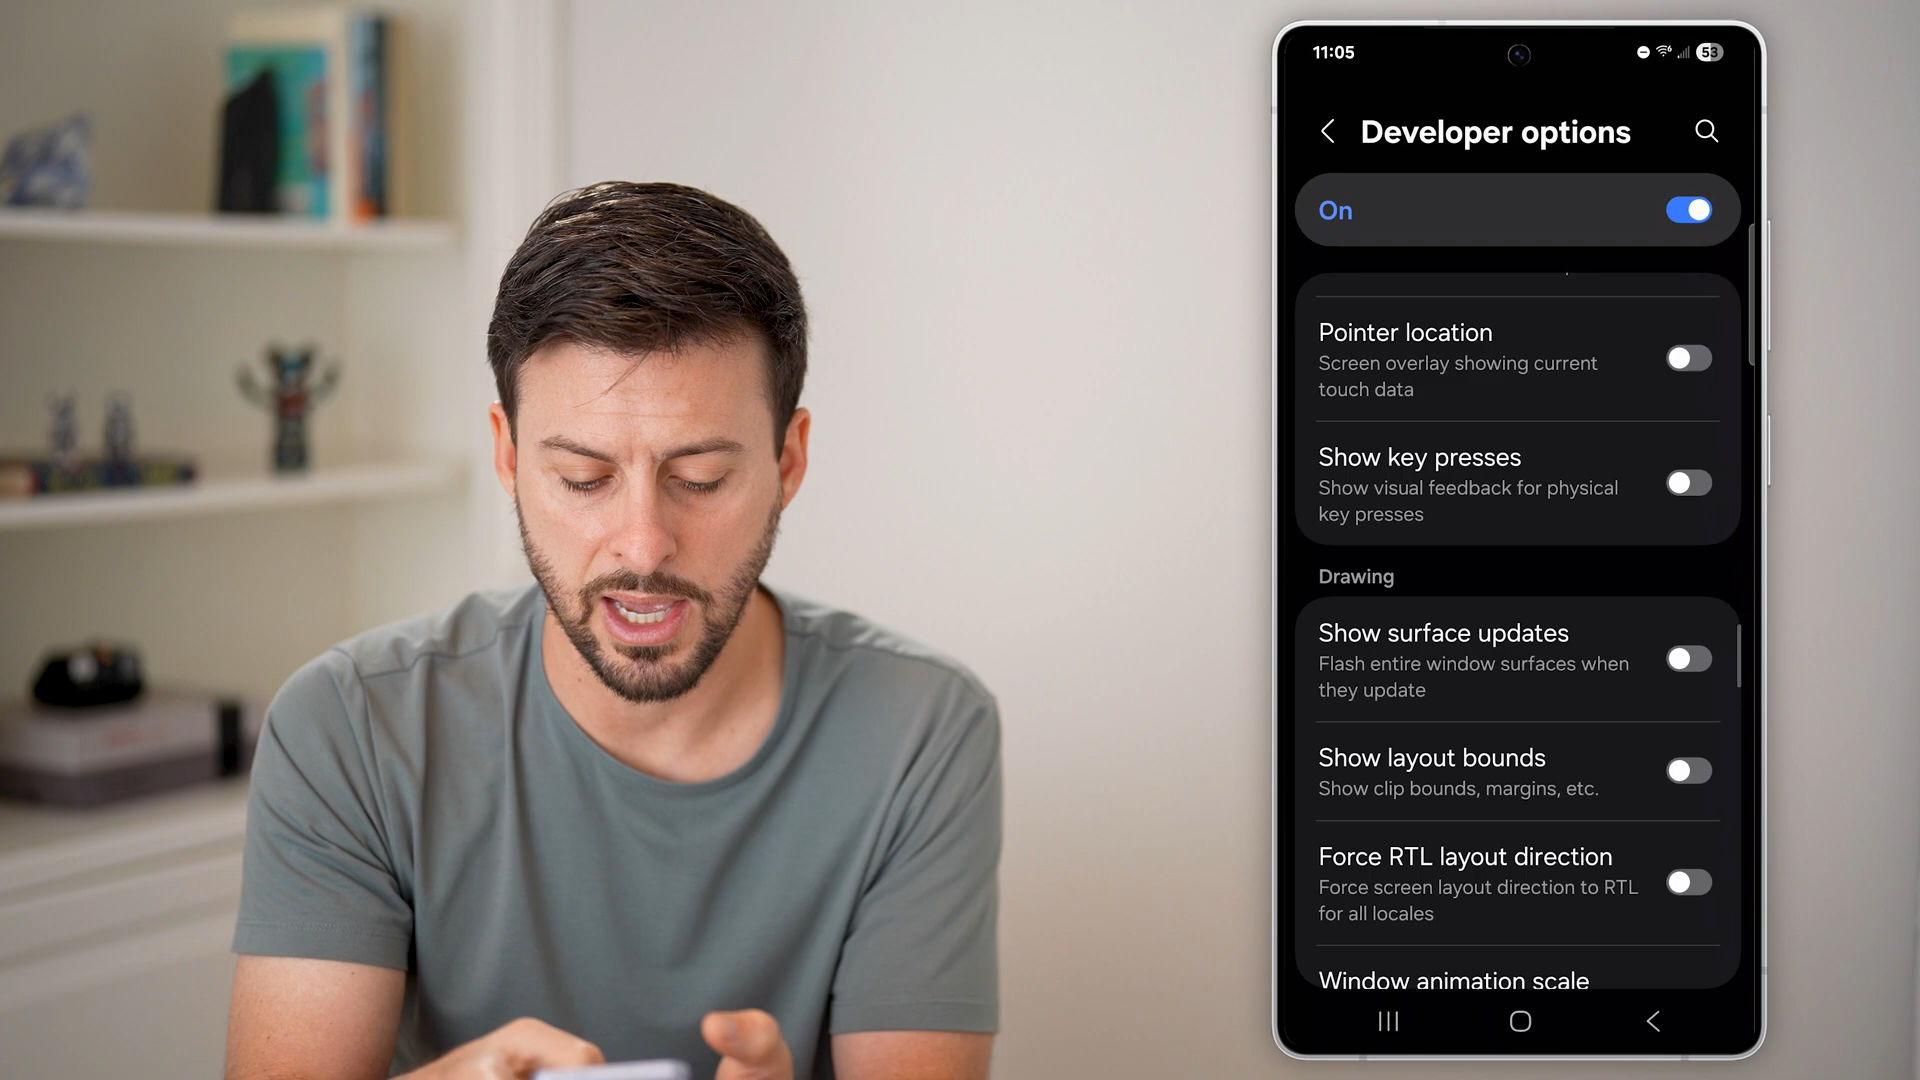 11:05
53
Developer options
On
Pointer location
Screen overlay showing current
touch data
Show key presses
Show visual feedback for physical
key presses
Drawing
Show surface updates
Flash entire window surfaces when
they update
Show layout bounds
Show clip bounds, margins, etc.
Force RTL layout direction
Force screen layout direction to RTL
for all locales
Window animation scale